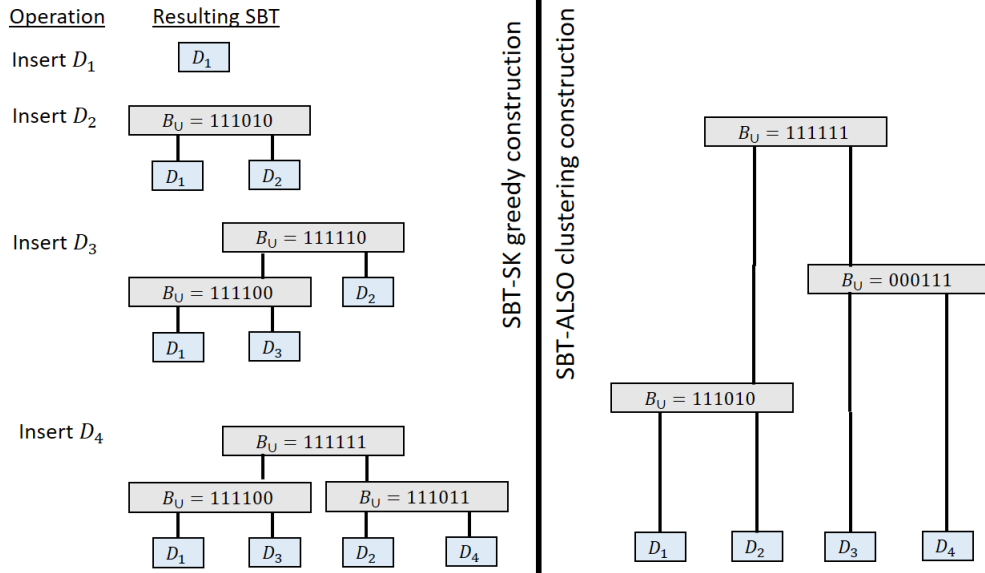 Operation Resulting SBT
Insert D₁
D₁
Insert D₂
B∪ = 111010
D₁ D₂
Insert D₃
B∪ = 111110
B∪ = 111100 D₂
D₁ D₃
Insert D₄
B∪ = 111111
B∪ = 111100 B∪ = 111011
D₁ D₃ D₂ D₄
SBT-SK greedy construction
SBT-ALSO clustering construction
B∪ = 111111
B∪ = 000111
B∪ = 111010
D₁ D₂ D₃ D₄